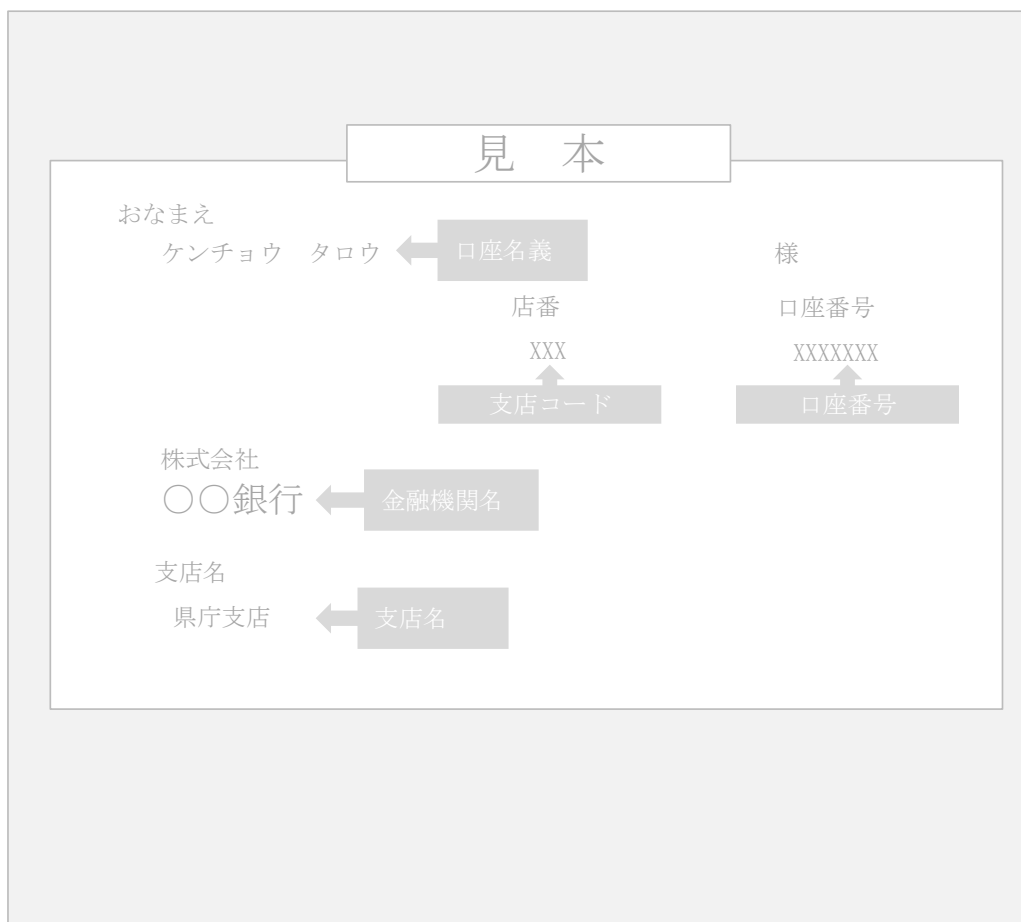 見　本
おなまえ
ケンチョウ　タロウ　口座名義　様
店番　口座番号
XXX　XXXXXXX
支店コード　口座番号
株式会社
〇〇銀行　金融機関名
支店名
県庁支店　支店名